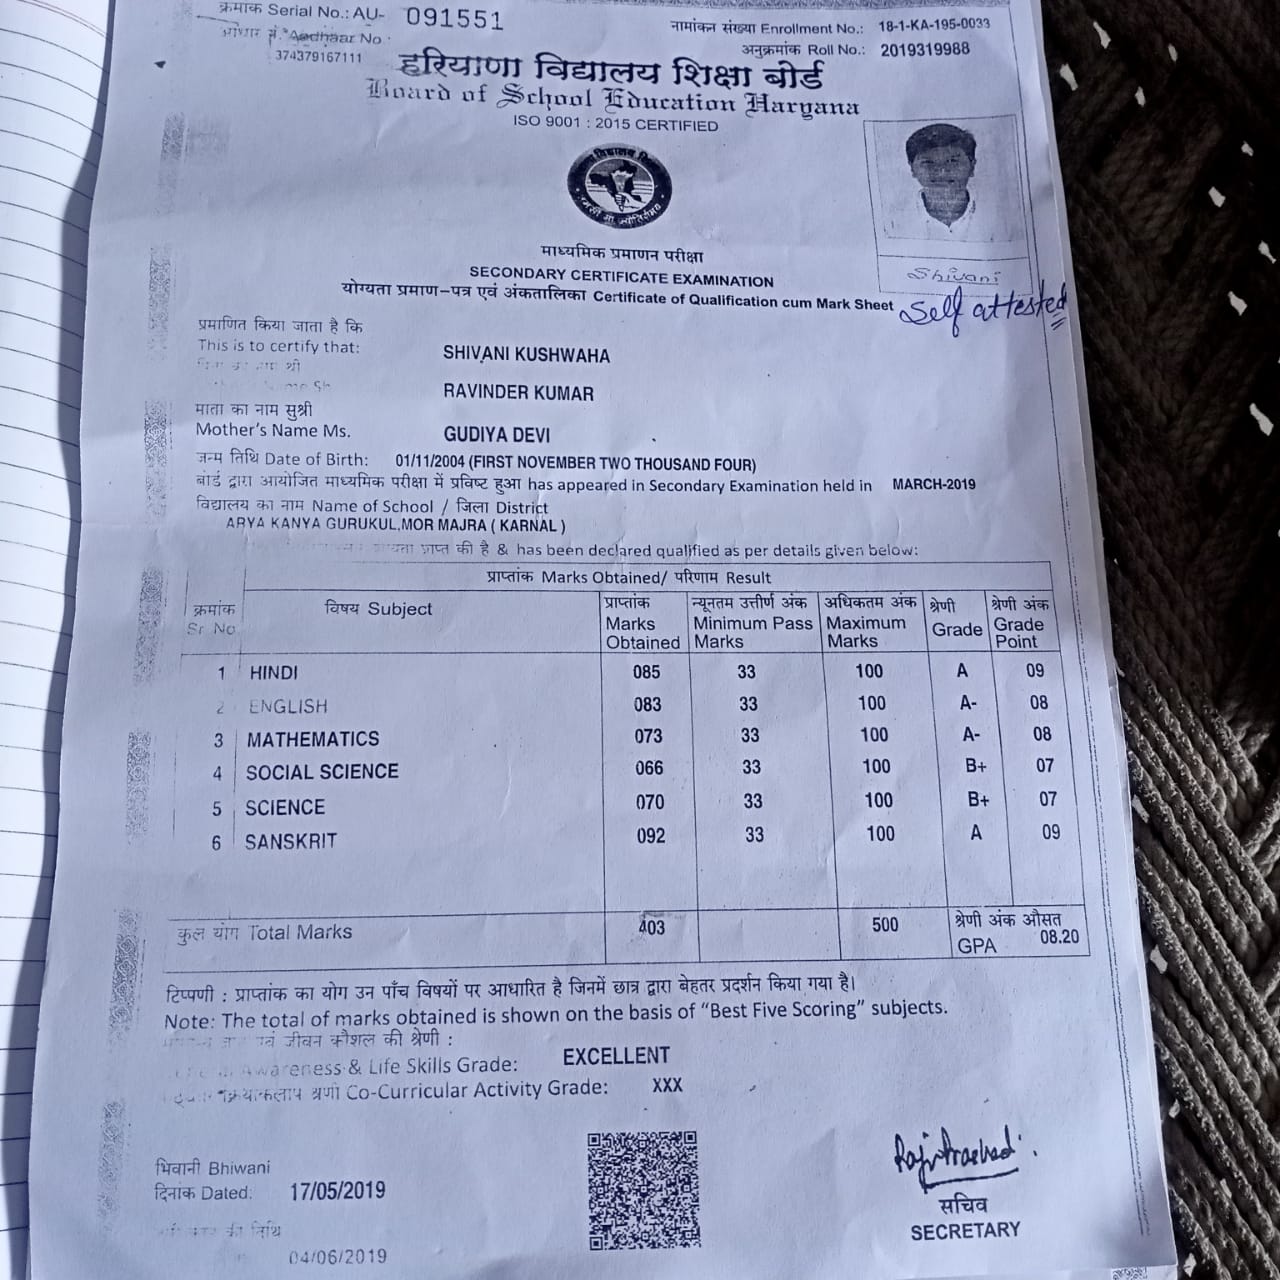 क्रमांक Serial No.: AU- 091551
नामांकन संख्या Enrollment No.: 18-1-KA-195-0033
Aadhaar No.
अनुक्रमांक Roll No.: 2019319988
374379167111
हरियाणा विद्यालय शिक्षा बोर्ड
Board of School Education Haryana
ISO 9001 : 2015 CERTIFIED
Shivani
माध्यमिक प्रमाणन परीक्षा
SECONDARY CERTIFICATE EXAMINATION
योग्यता प्रमाण–पत्र एवं अंकतालिका Certificate of Qualification cum Mark Sheet
Self attested
प्रमाणित किया जाता है कि
This is to certify that: SHIVANI KUSHWAHA
RAVINDER KUMAR
माता का नाम सुश्री
Mother's Name Ms. GUDIYA DEVI
जन्म तिथि Date of Birth: 01/11/2004 (FIRST NOVEMBER TWO THOUSAND FOUR)
बोर्ड द्वारा आयोजित माध्यमिक परीक्षा में प्रविष्ट हुआ has appeared in Secondary Examination held in MARCH-2019
विद्यालय का नाम Name of School / जिला District
ARYA KANYA GURUKUL,MOR MAJRA ( KARNAL )
प्राप्त की है & has been declared qualified as per details given below:
प्राप्तांक Marks Obtained/ परिणाम Result
क्रमांक Sr No विषय Subject प्राप्तांक Marks Obtained न्यूनतम उत्तीर्ण अंक Minimum Pass Marks अधिकतम अंक Maximum Marks श्रेणी Grade श्रेणी अंक Grade Point
1 HINDI 085 33 100 A 09
2 ENGLISH 083 33 100 A- 08
3 MATHEMATICS 073 33 100 A- 08
4 SOCIAL SCIENCE 066 33 100 B+ 07
5 SCIENCE 070 33 100 B+ 07
6 SANSKRIT 092 33 100 A 09
कुल योग Total Marks 403 500 श्रेणी अंक औसत GPA 08.20
टिप्पणी : प्राप्तांक का योग उन पाँच विषयों पर आधारित है जिनमें छात्र द्वारा बेहतर प्रदर्शन किया गया है।
Note: The total of marks obtained is shown on the basis of "Best Five Scoring" subjects.
एवं जीवन कौशल की श्रेणी :
Awareness & Life Skills Grade: EXCELLENT
श्रेणी Co-Curricular Activity Grade: XXX
भिवानी Bhiwani
दिनांक Dated: 17/05/2019
सचिव
SECRETARY
की तिथि
04/06/2019